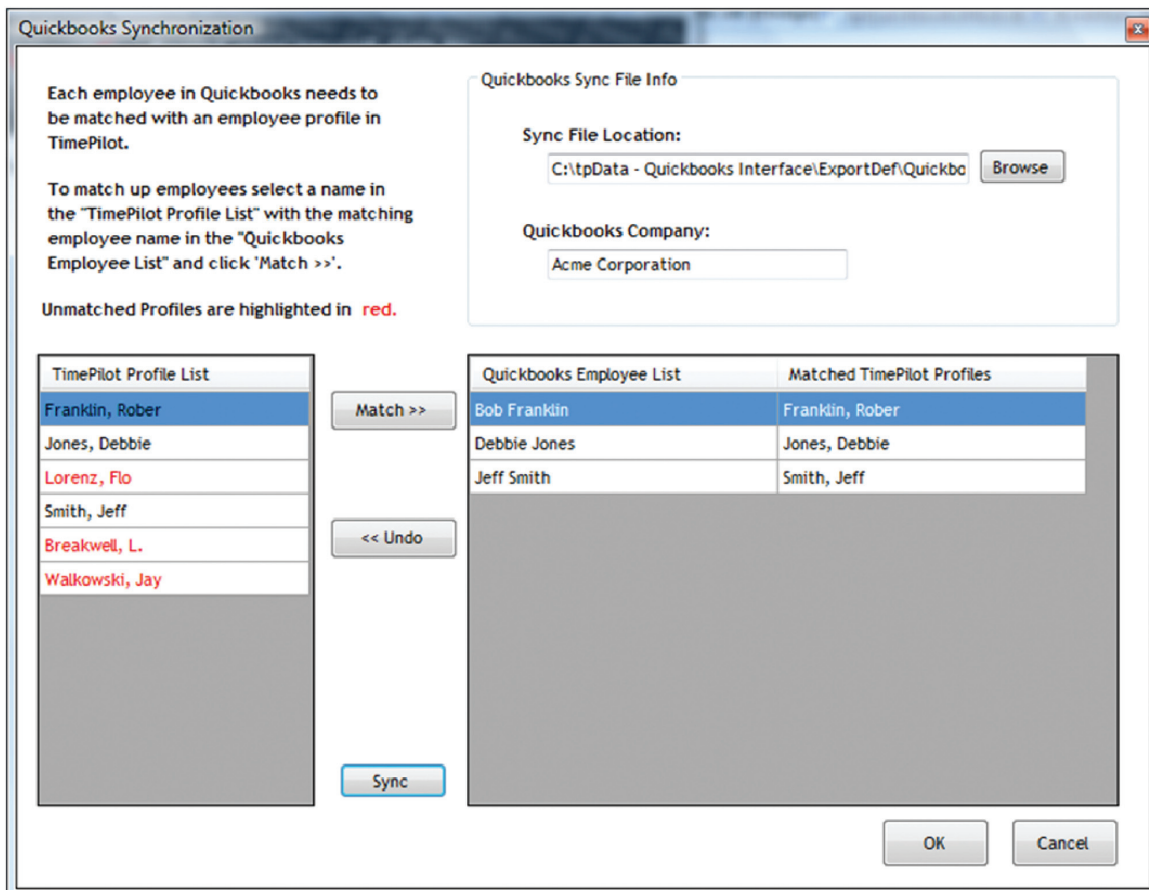 Quickbooks Synchronization
Each employee in Quickbooks needs to
be matched with an employee profile in
TimePilot.
To match up employees select a name in
the "TimePilot Profile List" with the matching
employee name in the "Quickbooks
Employee List" and click 'Match >>'.
Unmatched Profiles are highlighted in red.
Quickbooks Sync File Info
Sync File Location:
C:\tpData - Quickbooks Interface\ExportDef\Quickbo
Browse
Quickbooks Company:
Acme Corporation
TimePilot Profile List
Franklin, Rober
Jones, Debbie
Lorenz, Flo
Smith, Jeff
Breakwell, L.
Walkowski, Jay
Match >>
<< Undo
Sync
Quickbooks Employee List Matched TimePilot Profiles
Bob Franklin Franklin, Rober
Debbie Jones Jones, Debbie
Jeff Smith Smith, Jeff
OK Cancel